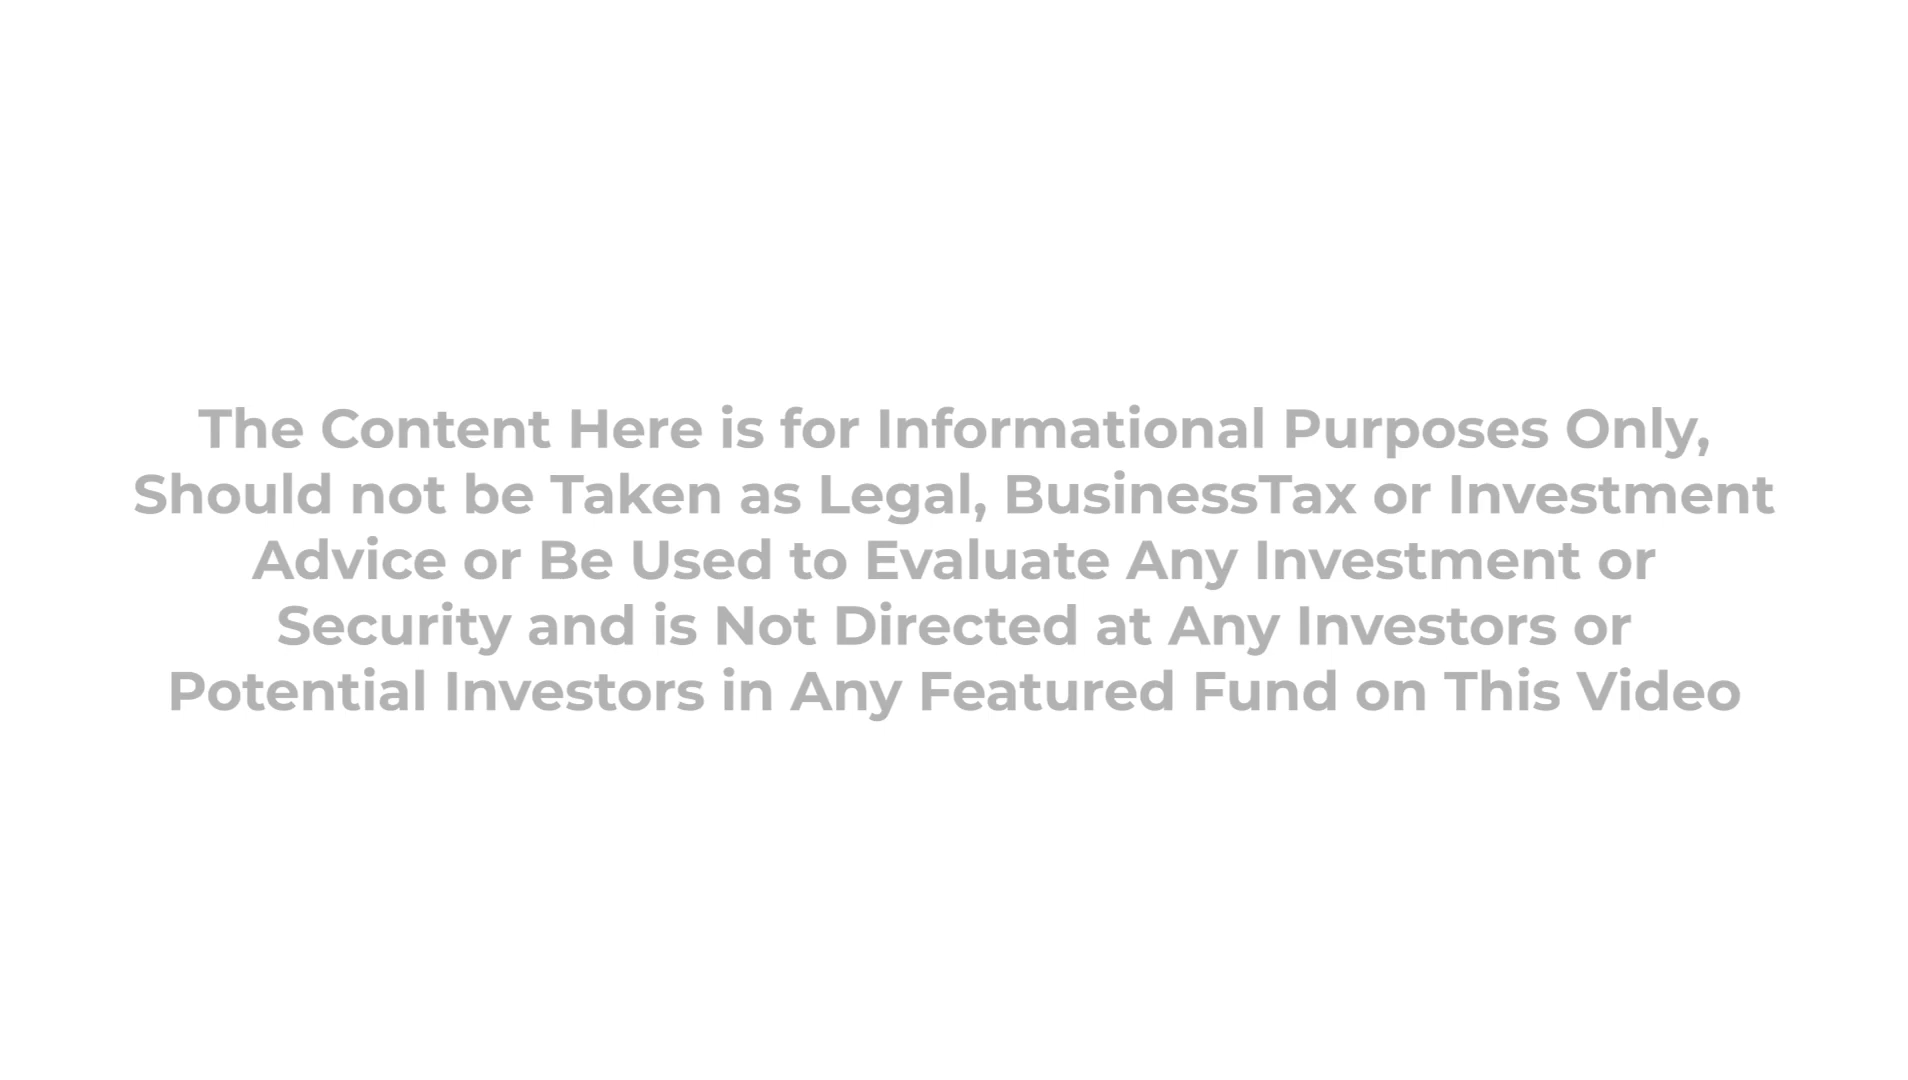 The Content Here is for Informational Purposes Only,
Should not be Taken as Legal, BusinessTax or Investment
Advice or Be Used to Evaluate Any Investment or
Security and is Not Directed at Any Investors or
Potential Investors in Any Featured Fund on This Video